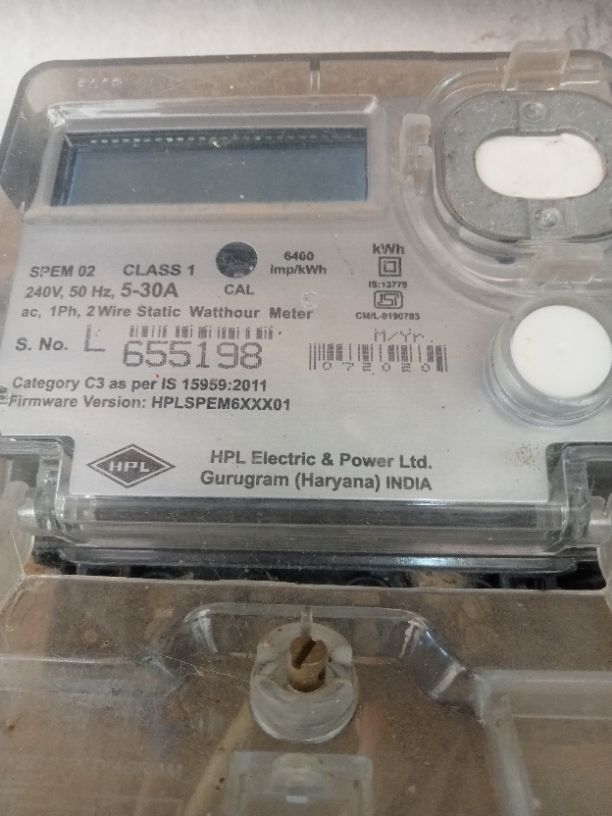 kWh
6400
imp/kWh
SPEM 02 CLASS 1
240V, 50 Hz, 5-30A CAL
IS:13779
ac, 1Ph, 2 Wire Static Watthour Meter
CM/L-9190783
M/Yr.
S. No. L 655198
072020
Category C3 as per IS 15959:2011
Firmware Version: HPLSPEM6XXX01
HPL
HPL Electric & Power Ltd.
Gurugram (Haryana) INDIA